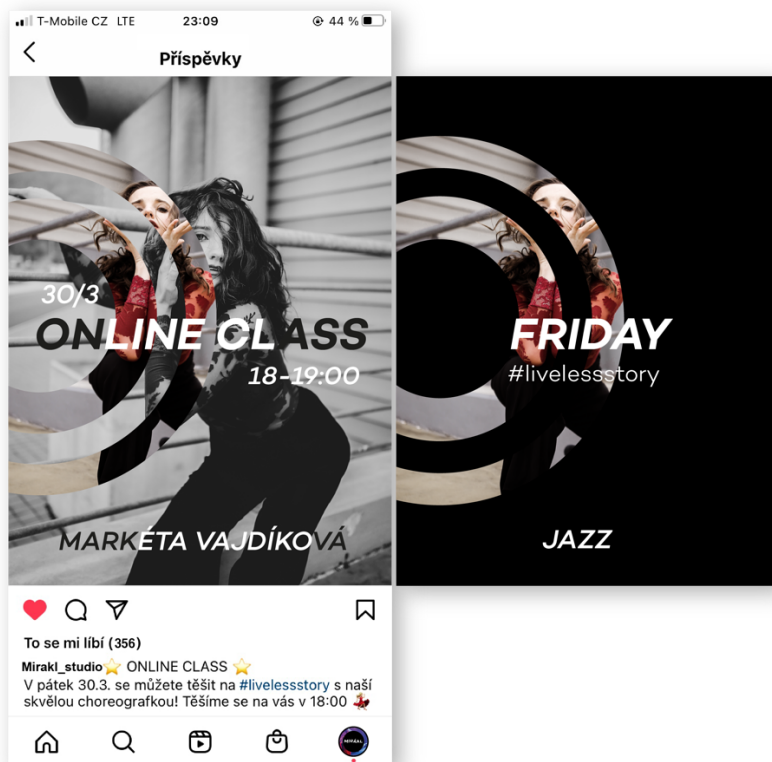 T-Mobile CZ LTE 23:09 44 %
Příspěvky
30/3
ONLINE CLASS
18-19:00
MARKÉTA VAJDÍKOVÁ
FRIDAY
#livelessstory
JAZZ
To se mi líbí (356)
Mirakl_studio⭐ ONLINE CLASS ⭐
V pátek 30.3. se můžete těšit na #livelessstory s naší
skvělou choreografkou! Těšíme se na vás v 18:00 💃